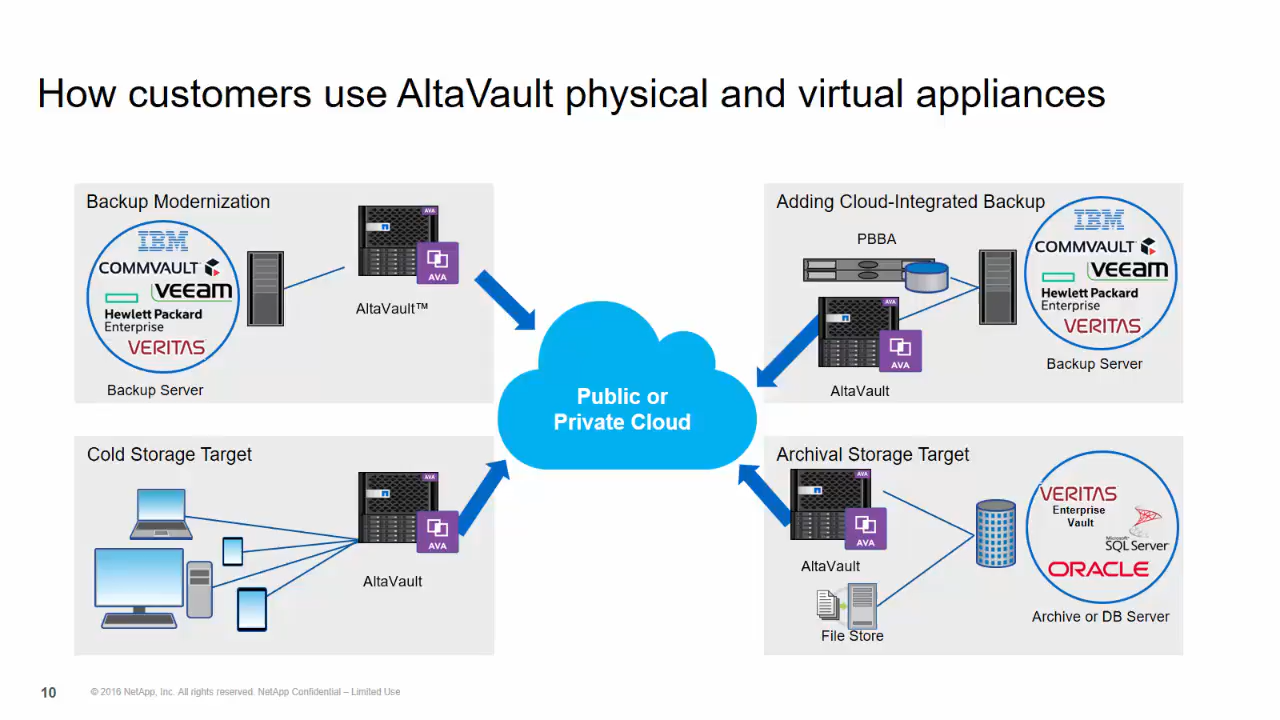 How customers use AltaVault physical and virtual appliances
Backup Modernization
IBM
COMMVAULT
veeam
Hewlett Packard
Enterprise
VERITAS
Backup Server
AVA
AVA
AltaVault™
Adding Cloud-Integrated Backup
PBBA
AVA
AVA
AltaVault
IBM
COMMVAULT
veeam
Hewlett Packard
Enterprise
VERITAS
Backup Server
Public or
Private Cloud
Cold Storage Target
AVA
AVA
AltaVault
Archival Storage Target
AVA
AVA
AltaVault
File Store
VERITAS
Enterprise
Vault
Microsoft
SQL Server
ORACLE
Archive or DB Server
10
© 2016 NetApp, Inc. All rights reserved. NetApp Confidential – Limited Use